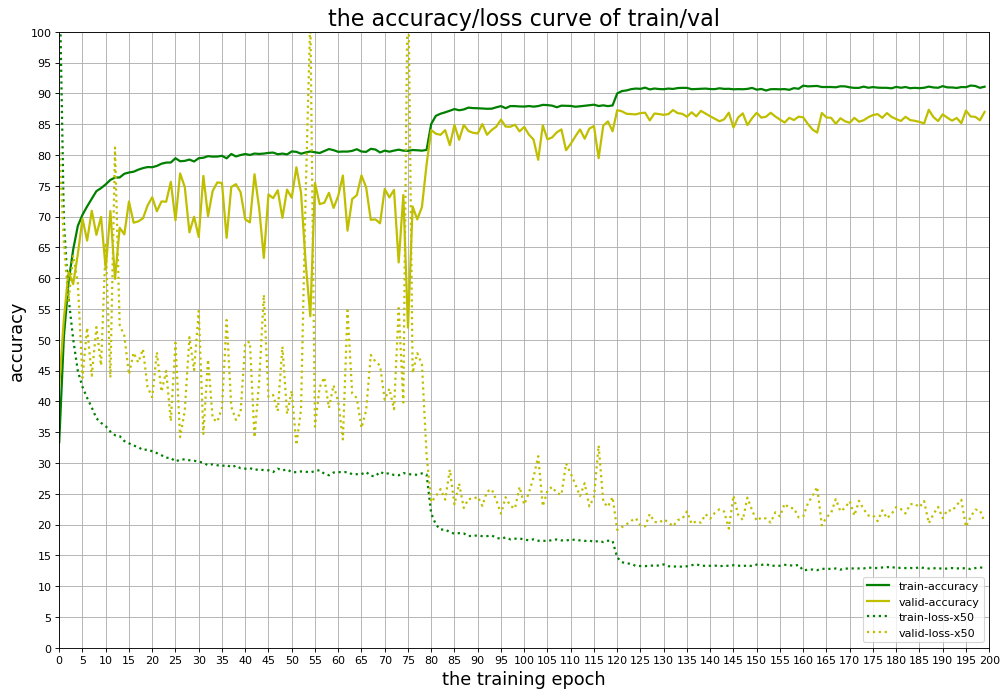 the accuracy/loss curve of train/val
100
95
90
85
80
75
70
65
60
55
50
45
40
35
30
25
20
15
10
5
0
accuracy
train-accuracy
valid-accuracy
train-loss-x50
valid-loss-x50
0 5 10 15 20 25 30 35 40 45 50 55 60 65 70 75 80 85 90 95 100 105 110 115 120 125 130 135 140 145 150 155 160 165 170 175 180 185 190 195 200
the training epoch